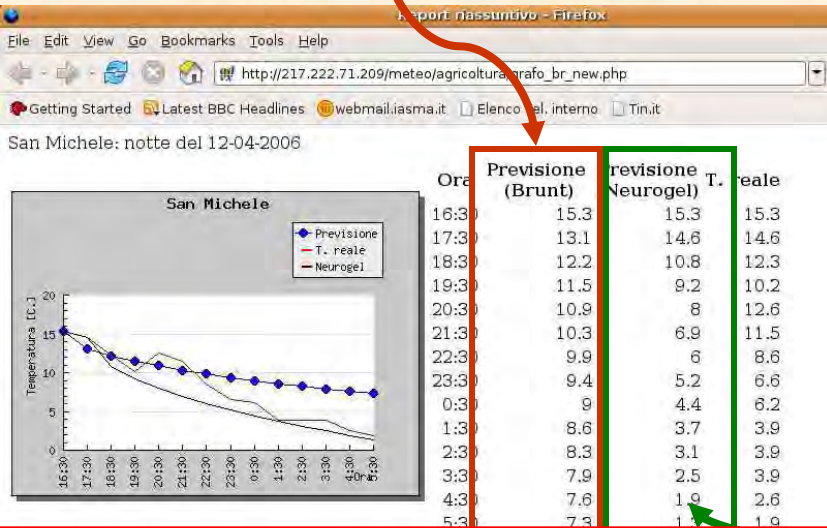 Report riassuntivo - Firefox
File Edit View Go Bookmarks Tools Help
http://217.222.71.209/meteo/agricoltura/grafo_br_new.php
Getting Started Latest BBC Headlines webmail.iasma.it Elenco tel. interno Tin.it
San Michele: notte del 12-04-2006
Ora Previsione (Brunt) Previsione Neurogel) T. reale
16:30 15.3 15.3 15.3
17:30 13.1 14.6 14.6
18:30 12.2 10.8 12.3
19:30 11.5 9.2 10.2
20:30 10.9 8 12.6
21:30 10.3 6.9 11.5
22:30 9.9 6 8.6
23:30 9.4 5.2 6.6
0:30 9 4.4 6.2
1:30 8.6 3.7 3.9
2:30 8.3 3.1 3.9
3:30 7.9 2.5 3.9
4:30 7.6 1.9 2.6
5:30 7.3 1.9
San Michele
Previsione
T. reale
Neurogel
Temperatura [C.]
20
15
10
5
0
16:30 17:30 18:30 19:30 20:30 21:30 22:30 23:30 0:30 1:30 2:30 3:30 4:30 5:30
Ora